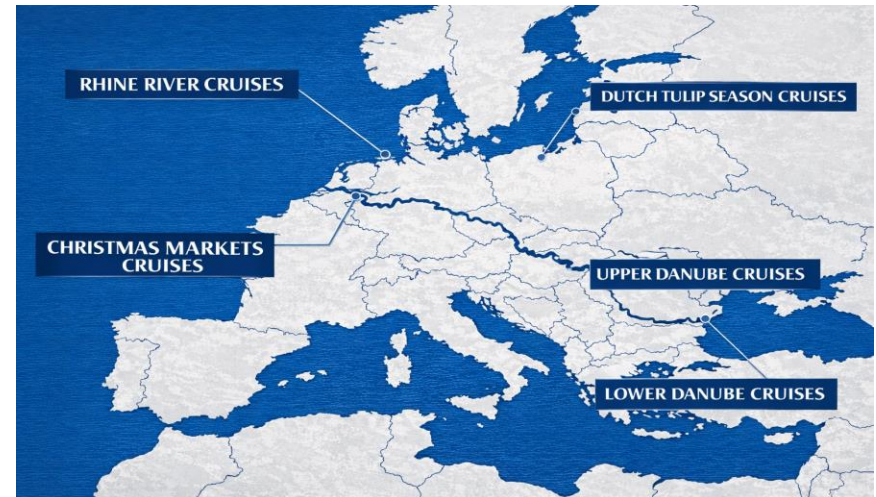 RHINE RIVER CRUISES
DUTCH TULIP SEASON CRUISES
CHRISTMAS MARKETS
CRUISES
UPPER DANUBE CRUISES
LOWER DANUBE CRUISES